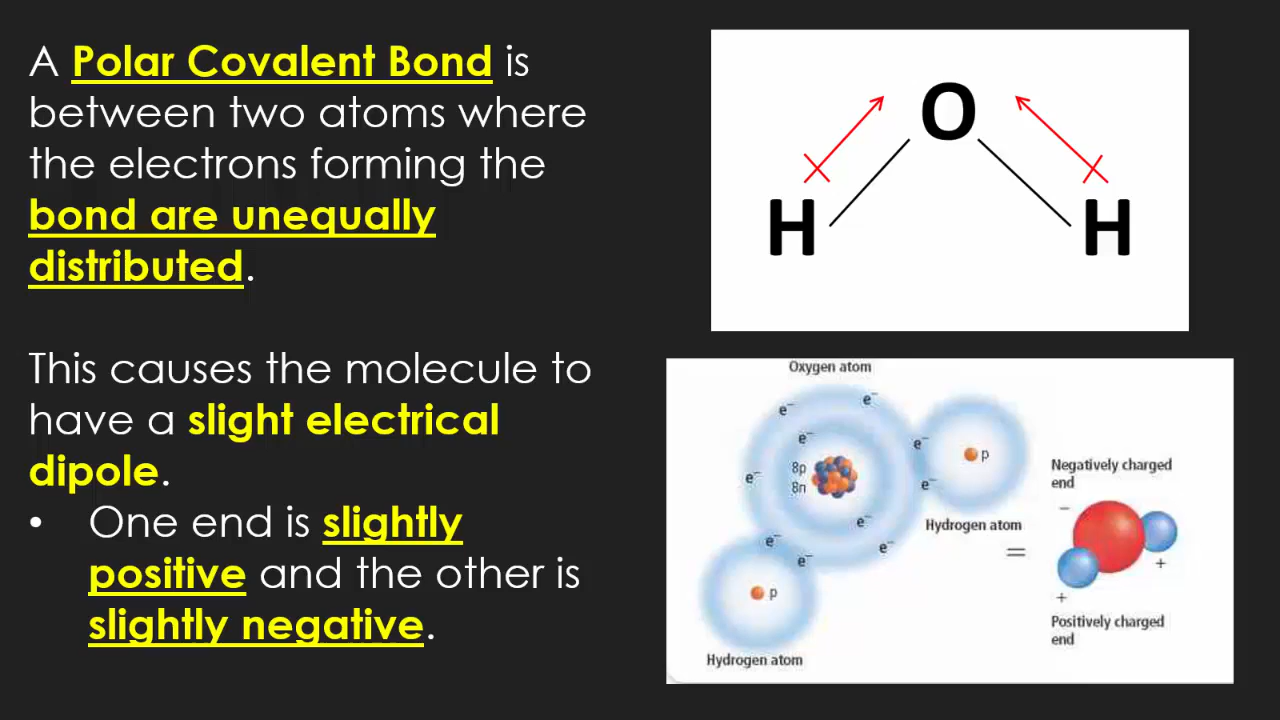 A Polar Covalent Bond is
between two atoms where
the electrons forming the
bond are unequally
distributed.
This causes the molecule to
have a slight electrical
dipole.
• One end is slightly
positive and the other is
slightly negative.
O
H H
Oxygen atom
e⁻ e⁻
e⁻ e⁻
8p p
8n
e⁻ e⁻
Hydrogen atom
e⁻
e⁻ e⁻
e⁻
p
Hydrogen atom
=
Negatively charged
end
−
+
+
Positively charged
end